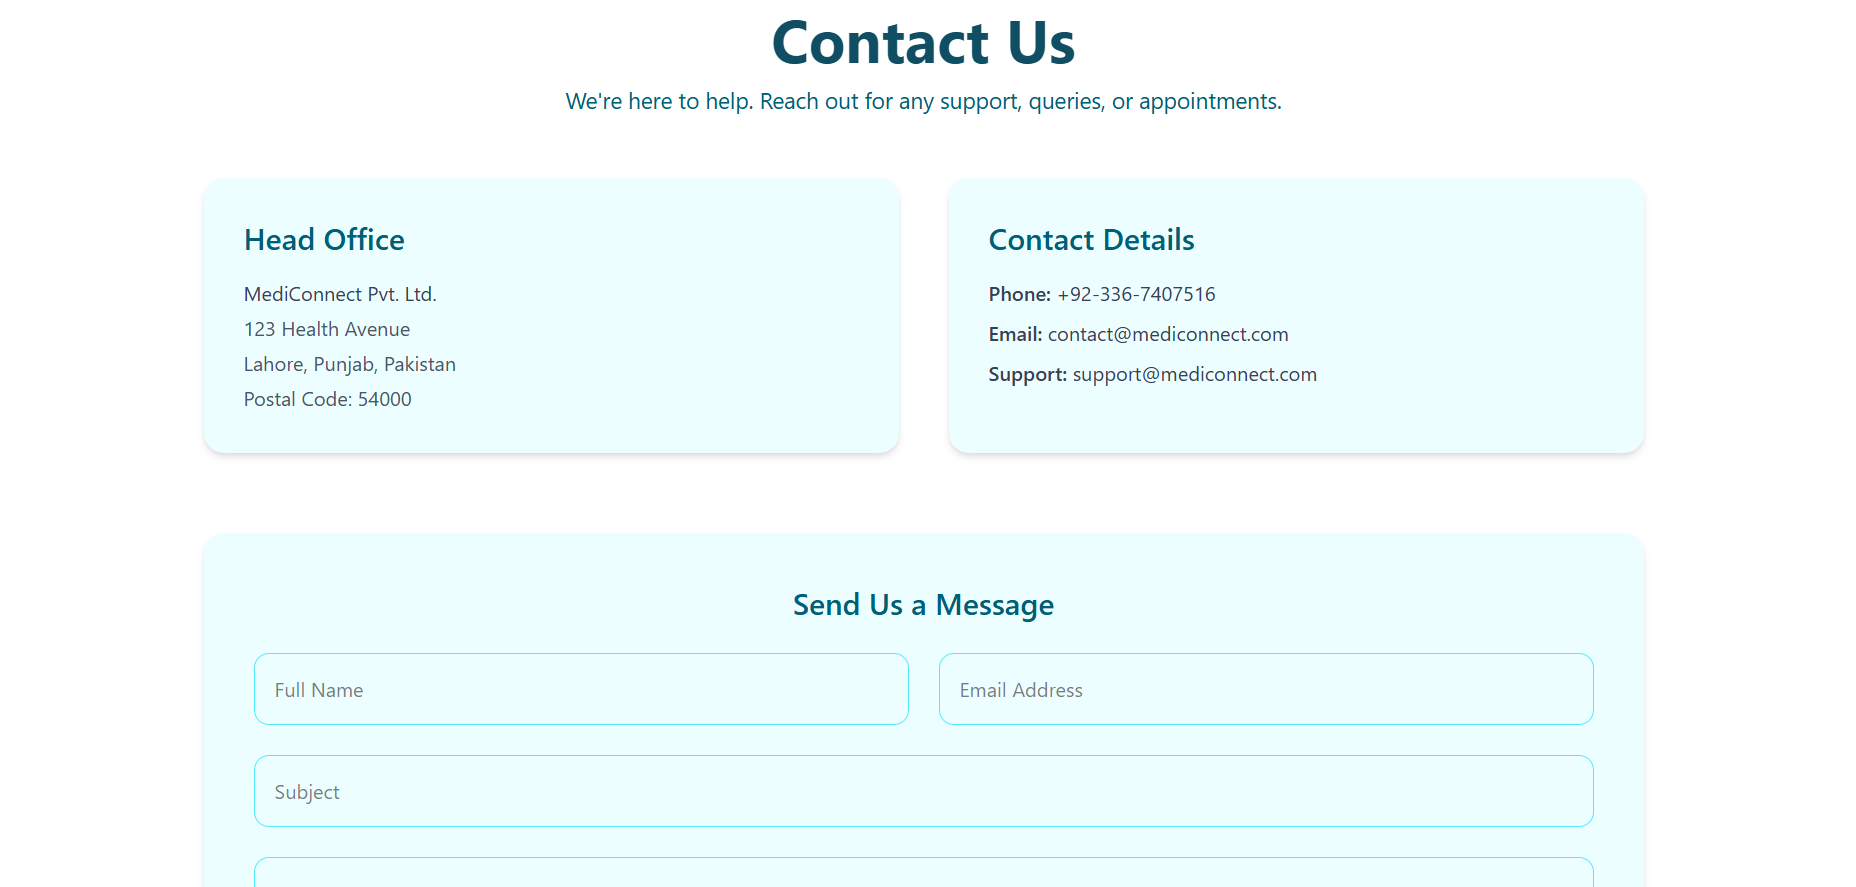 Contact Us
We're here to help. Reach out for any support, queries, or appointments.
Head Office
MediConnect Pvt. Ltd.
123 Health Avenue
Lahore, Punjab, Pakistan
Postal Code: 54000
Contact Details
Phone: +92-336-7407516
Email: contact@mediconnect.com
Support: support@mediconnect.com
Send Us a Message
Full Name
Email Address
Subject